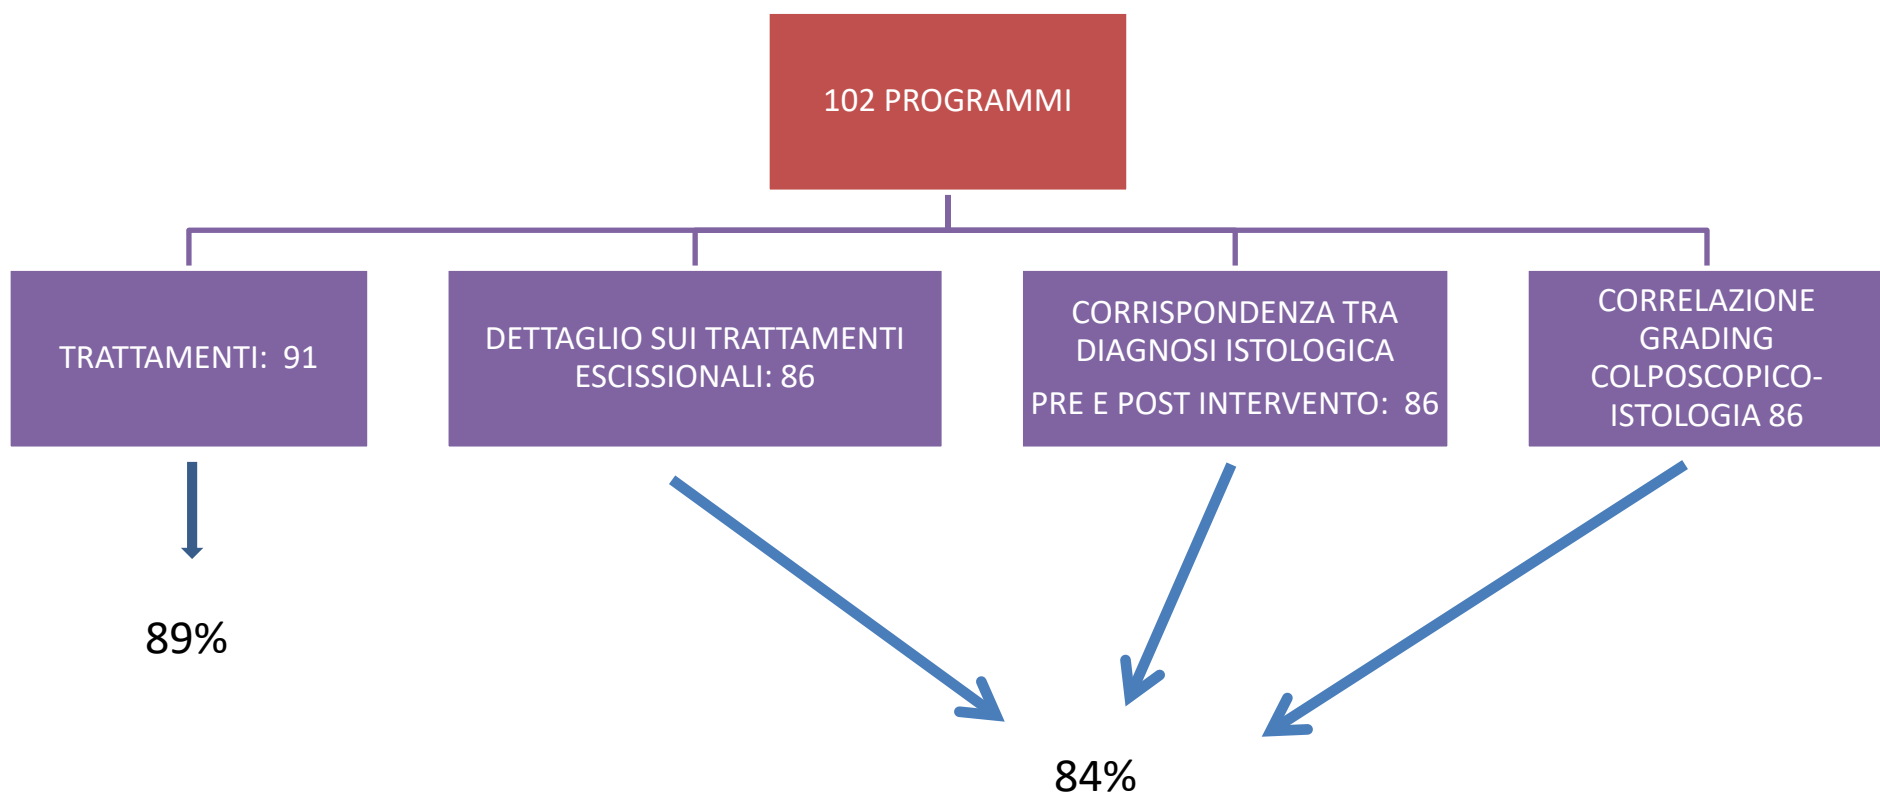 102 PROGRAMMI
TRATTAMENTI:  91
DETTAGLIO SUI TRATTAMENTI
ESCISSIONALI: 86
CORRISPONDENZA TRA
DIAGNOSI ISTOLOGICA
PRE E POST INTERVENTO:  86
CORRELAZIONE
GRADING
COLPOSCOPICO-
ISTOLOGIA 86
89%
84%